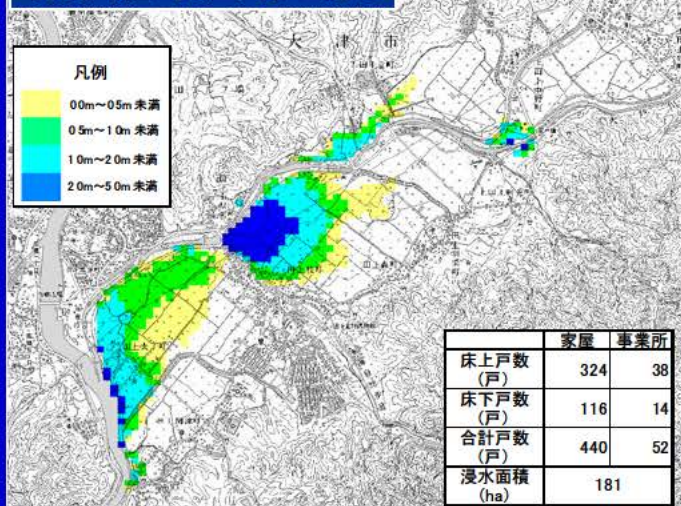 大津市
凡例
00m～05m 未満
05m～10m 未満
10m～20m 未満
20m～50m 未満
家屋 事業所
床上戸数(戸) 324 38
床下戸数(戸) 116 14
合計戸数(戸) 440 52
浸水面積(ha) 181